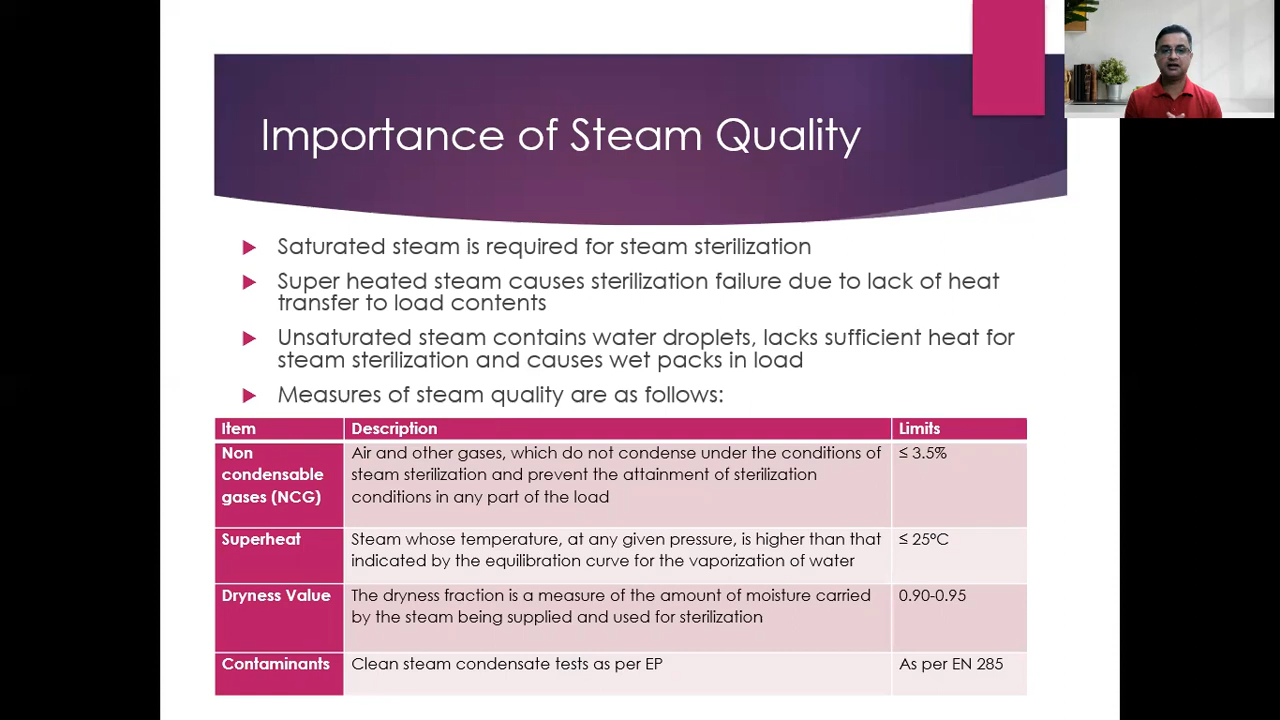 Importance of Steam Quality
Saturated steam is required for steam sterilization
Super heated steam causes sterilization failure due to lack of heat
transfer to load contents
Unsaturated steam contains water droplets, lacks sufficient heat for
steam sterilization and causes wet packs in load
Measures of steam quality are as follows:
Item Description Limits
Non
condensable
gases (NCG)
Air and other gases, which do not condense under the conditions of
steam sterilization and prevent the attainment of sterilization
conditions in any part of the load
≤ 3.5%
Superheat
Steam whose temperature, at any given pressure, is higher than that
indicated by the equilibration curve for the vaporization of water
≤ 25°C
Dryness Value
The dryness fraction is a measure of the amount of moisture carried
by the steam being supplied and used for sterilization
0.90-0.95
Contaminants
Clean steam condensate tests as per EP
As per EN 285